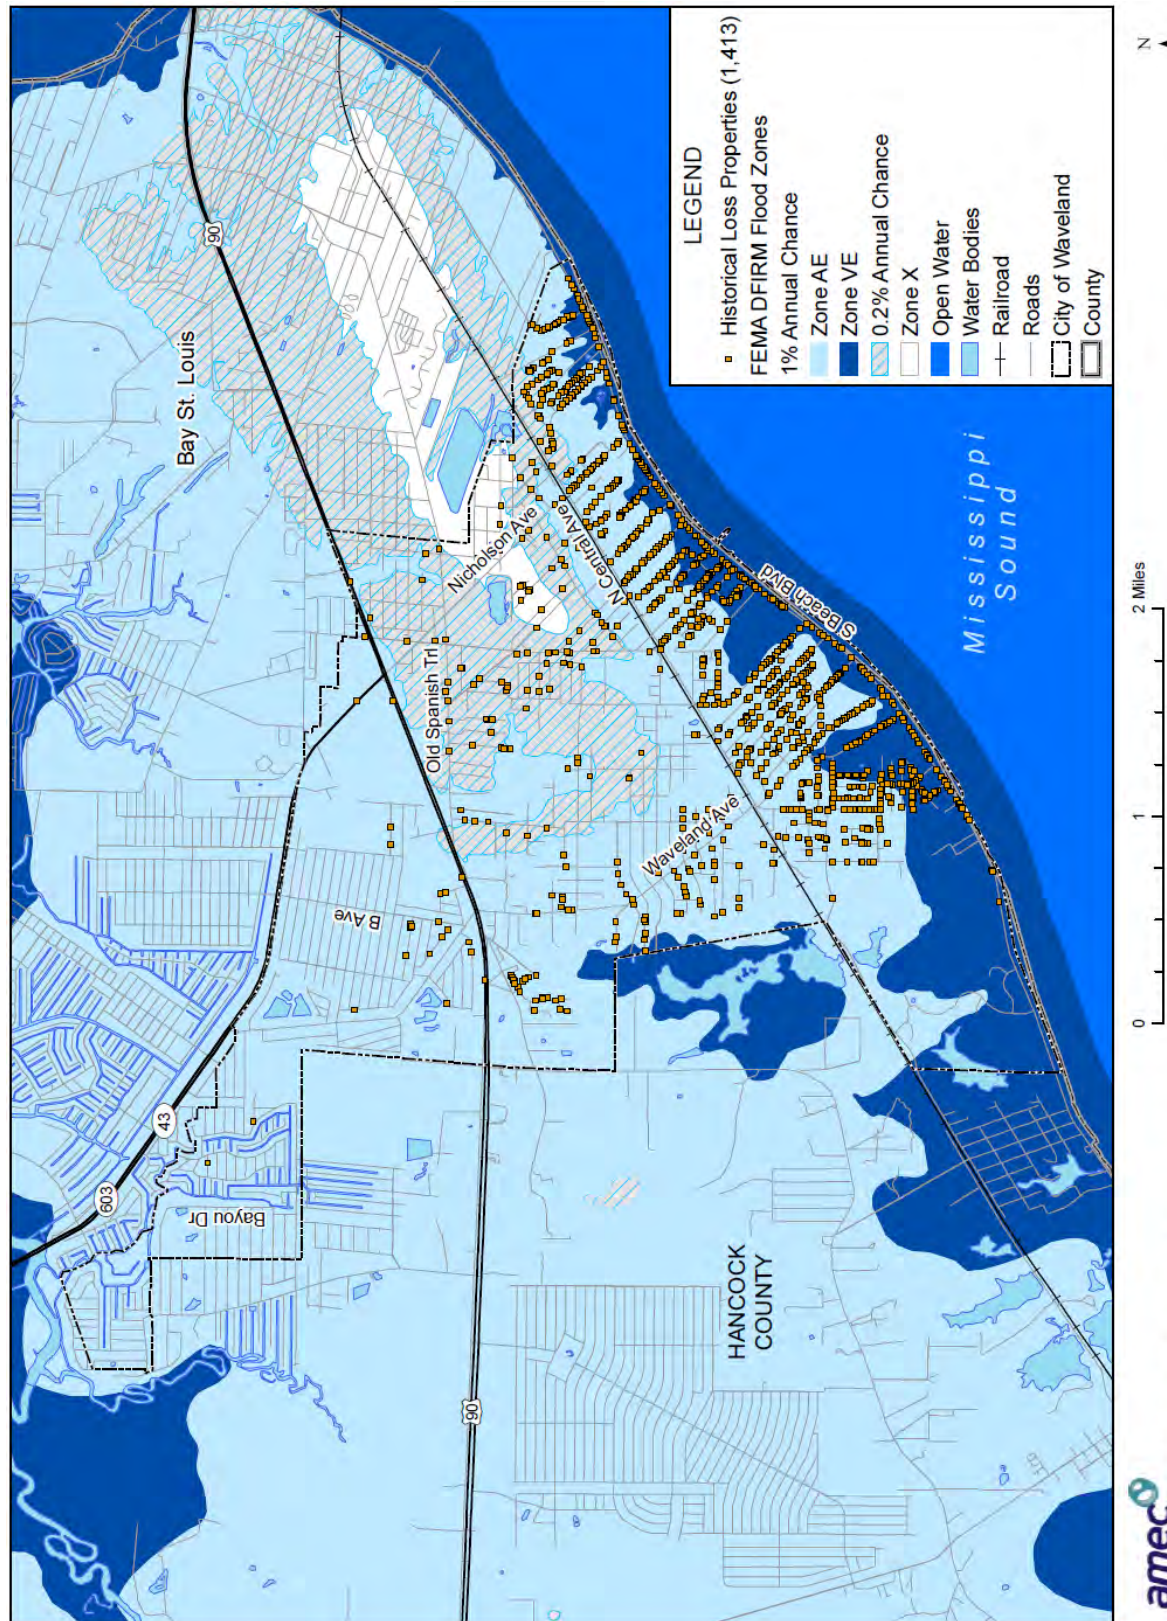 Bay St. Louis
90
Nicholson Ave
N Central Ave
S Beach Blvd
Old Spanish Trl
Waveland Ave
B Ave
43
603
Bayou Dr
90
HANCOCK
COUNTY
Mississippi
Sound
LEGEND
Historical Loss Properties (1,413)
FEMA DFIRM Flood Zones
1% Annual Chance
Zone AE
Zone VE
0.2% Annual Chance
Zone X
Open Water
Water Bodies
Railroad
Roads
City of Waveland
County
N
0 1 2 Miles
amec